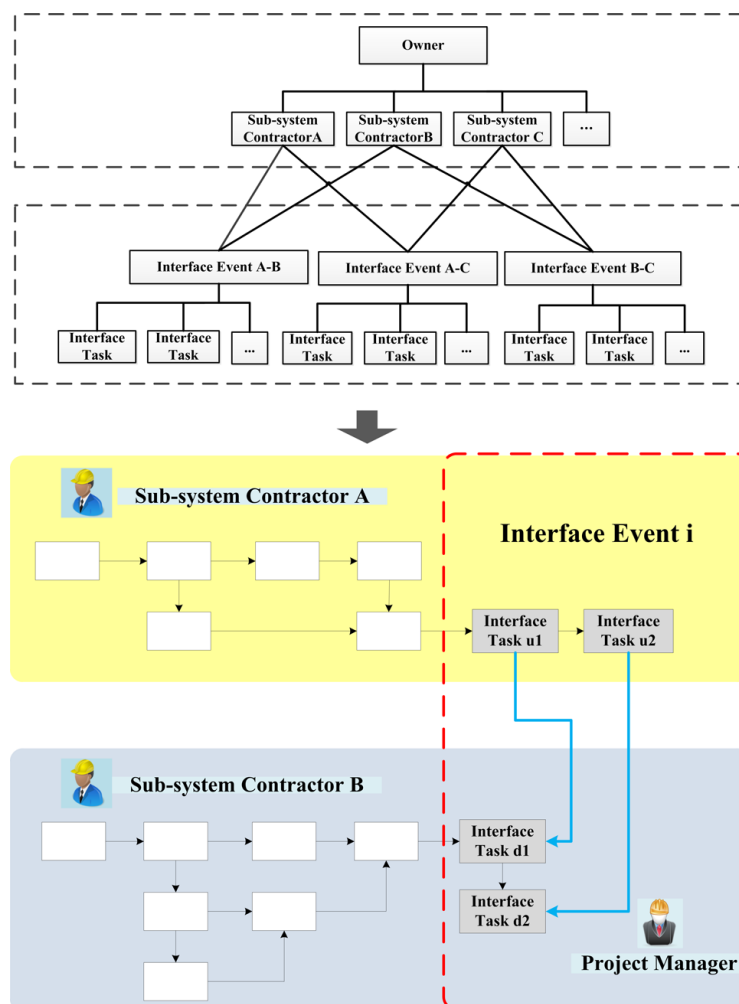 Owner
Sub-system
ContractorA
Sub-system
ContractorB
Sub-system
Contractor C
...
Interface Event A-B
Interface Event A-C
Interface Event B-C
Interface
Task
Interface
Task
...
Interface
Task
Interface
Task
...
Interface
Task
Interface
Task
...
Sub-system Contractor A
Interface Event i
Interface
Task u1
Interface
Task u2
Sub-system Contractor B
Interface
Task d1
Interface
Task d2
Project Manager